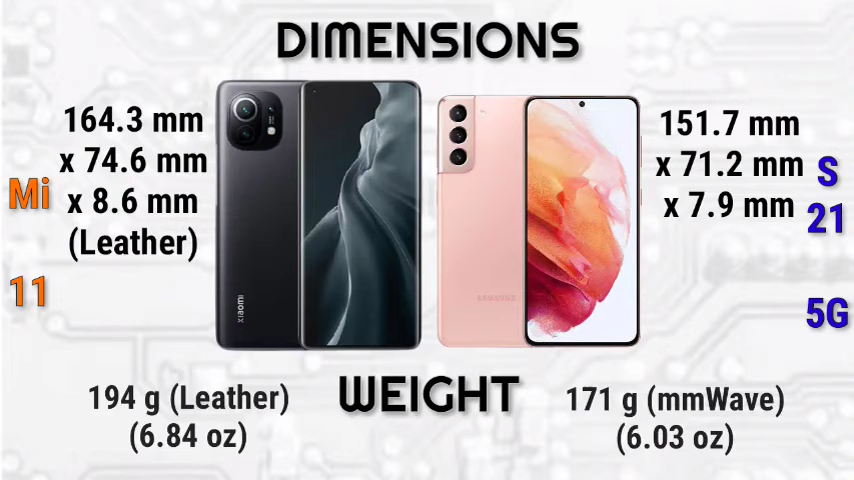 DIMENSIONS
164.3 mm
x 74.6 mm
x 8.6 mm
(Leather)
Mi
11
xiaomi
SAMSUNG
151.7 mm
x 71.2 mm
x 7.9 mm
S
21
5G
WEIGHT
194 g (Leather)
(6.84 oz)
171 g (mmWave)
(6.03 oz)